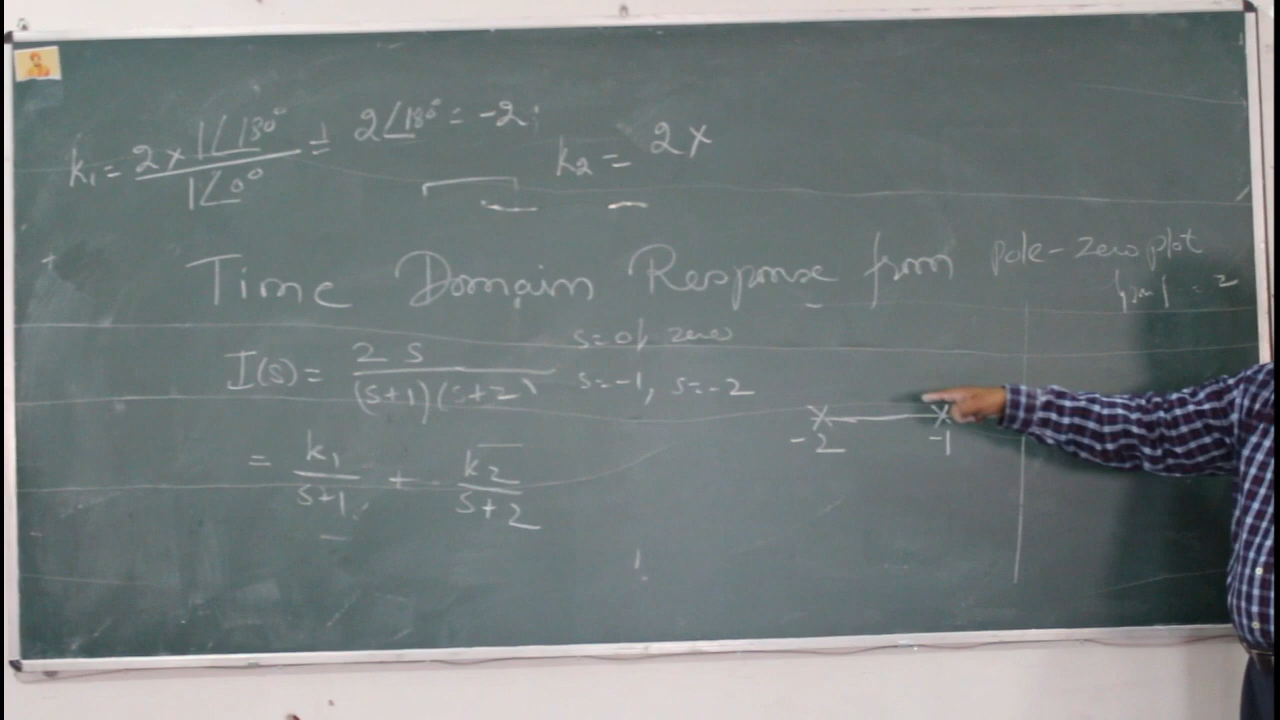 k₁ = (2 × 1∠180°) / (1∠0°) = 2∠180° = -2;
k₂ = 2 ×
Time Domain Response from pole-zero plot
= 2
I(s) = 2 s / (s+1)(s+2)
s=0, zero
s=-1, s=-2
= k₁ / (s+1) + k₂ / (s+2)
× ×
-2 -1